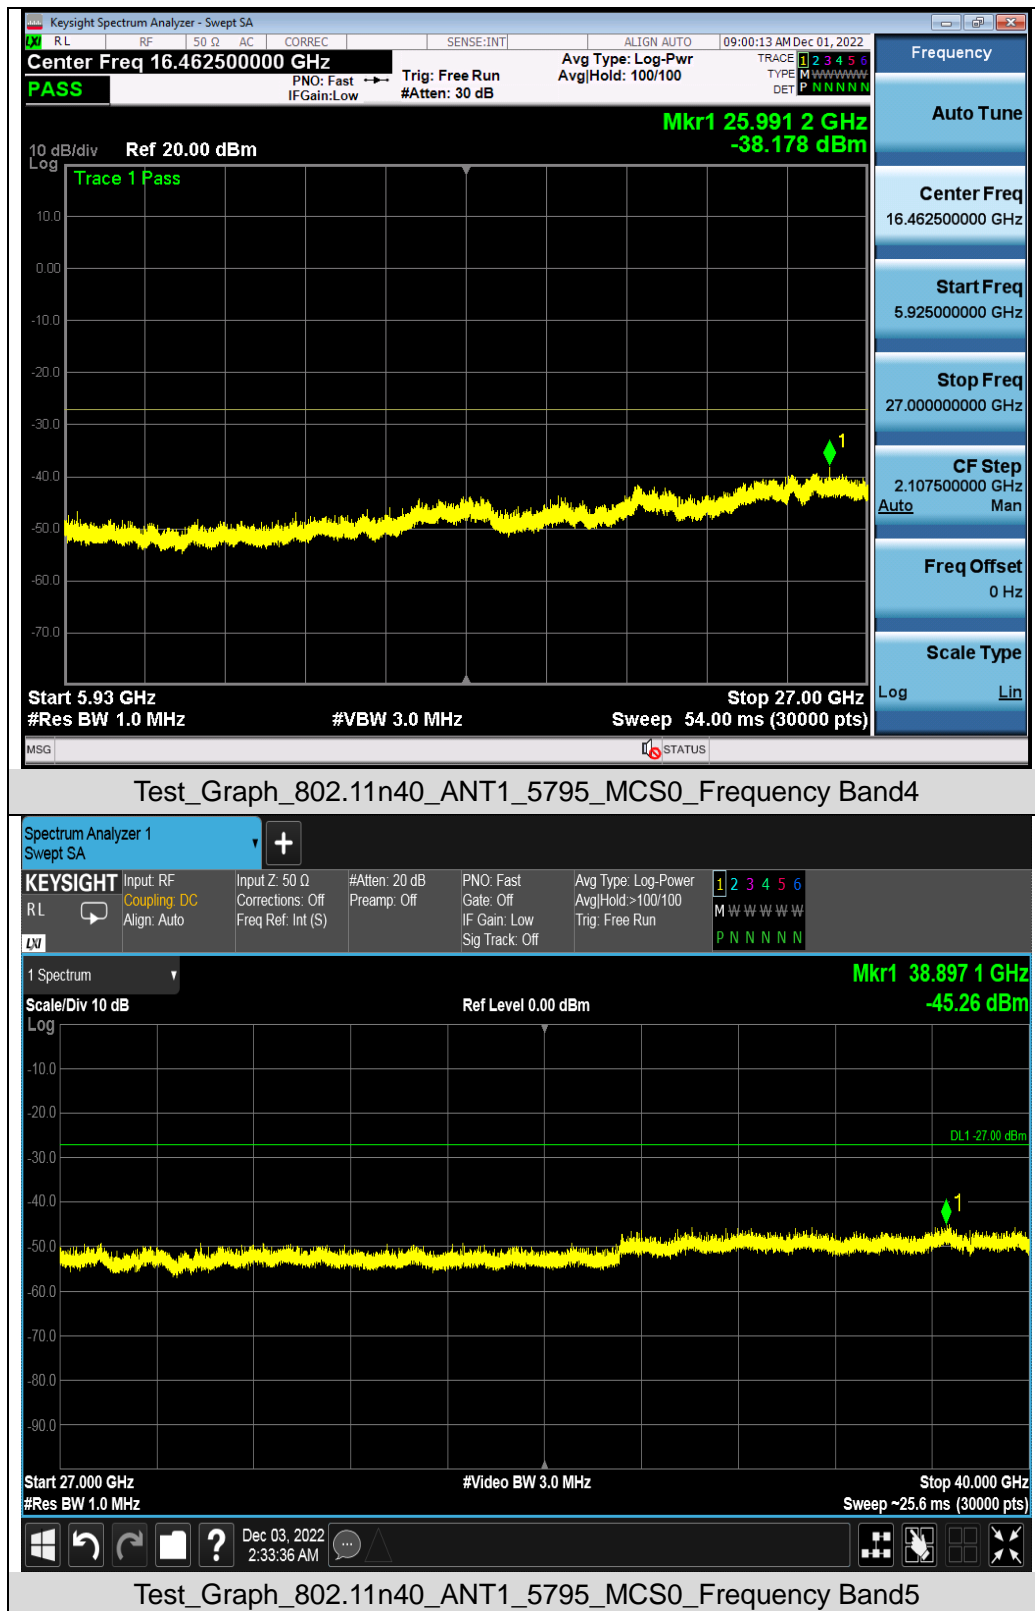 Keysight Spectrum Analyzer - Swept SA
LXI RL RF 50 Ω AC CORREC SENSE:INT ALIGN AUTO 09:00:13 AM Dec 01, 2022
Center Freq 16.462500000 GHz
PASS
PNO: Fast
IFGain:Low
Trig: Free Run
#Atten: 30 dB
Avg Type: Log-Pwr
Avg|Hold: 100/100
TRACE 1 2 3 4 5 6
TYPE M W W W W W
DET P N N N N N
Mkr1 25.991 2 GHz
-38.178 dBm
10 dB/div Ref 20.00 dBm
Log
Trace 1 Pass
10.0
0.00
-10.0
-20.0
-30.0
-40.0
-50.0
-60.0
-70.0
1
Start 5.93 GHz Stop 27.00 GHz
#Res BW 1.0 MHz #VBW 3.0 MHz Sweep 54.00 ms (30000 pts)
MSG STATUS
Frequency
Auto Tune
Center Freq
16.462500000 GHz
Start Freq
5.925000000 GHz
Stop Freq
27.000000000 GHz
CF Step
2.107500000 GHz
Auto Man
Freq Offset
0 Hz
Scale Type
Log Lin
Test_Graph_802.11n40_ANT1_5795_MCS0_Frequency Band4
Spectrum Analyzer 1
Swept SA
+
KEYSIGHT
RL
LXI
Input: RF
Coupling: DC
Align: Auto
Input Z: 50 Ω
Corrections: Off
Freq Ref: Int (S)
#Atten: 20 dB
Preamp: Off
PNO: Fast
Gate: Off
IF Gain: Low
Sig Track: Off
Avg Type: Log-Power
Avg|Hold:>100/100
Trig: Free Run
1 2 3 4 5 6
M W W W W W
P N N N N N
1 Spectrum
Mkr1 38.897 1 GHz
-45.26 dBm
Scale/Div 10 dB Ref Level 0.00 dBm
Log
-10.0
-20.0
DL1 -27.00 dBm
-30.0
-40.0
1
-50.0
-60.0
-70.0
-80.0
-90.0
Start 27.000 GHz #Video BW 3.0 MHz Stop 40.000 GHz
#Res BW 1.0 MHz Sweep ~25.6 ms (30000 pts)
?
Dec 03, 2022
2:33:36 AM
Test_Graph_802.11n40_ANT1_5795_MCS0_Frequency Band5